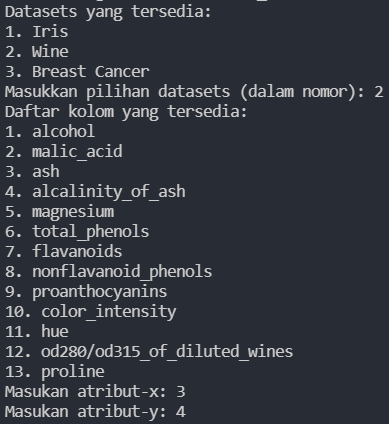 Datasets yang tersedia:
1. Iris
2. Wine
3. Breast Cancer
Masukkan pilihan datasets (dalam nomor): 2
Daftar kolom yang tersedia:
1. alcohol
2. malic_acid
3. ash
4. alcalinity_of_ash
5. magnesium
6. total_phenols
7. flavanoids
8. nonflavanoid_phenols
9. proanthocyanins
10. color_intensity
11. hue
12. od280/od315_of_diluted_wines
13. proline
Masukan atribut-x: 3
Masukan atribut-y: 4